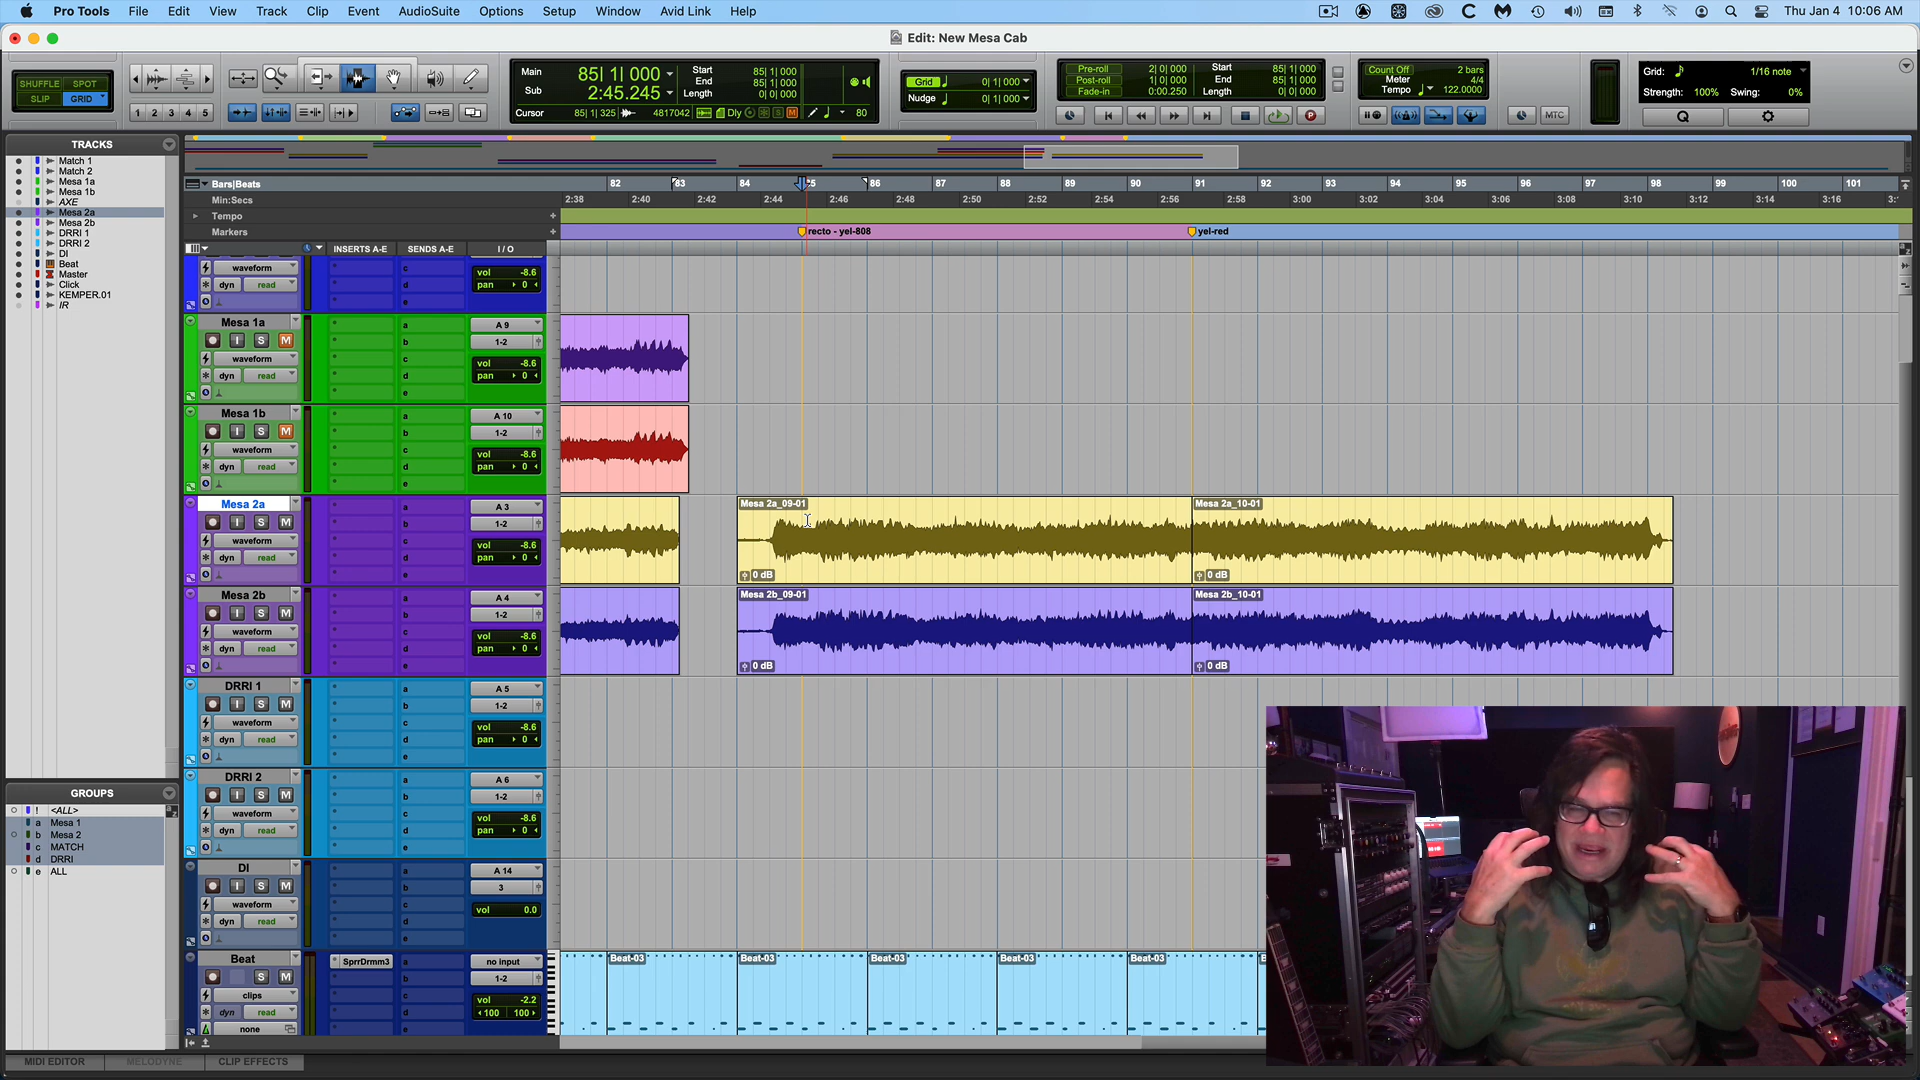 Pro Tools File Edit View Track Clip Event AudioSuite Options Setup Window Avid Link Help
Thu Jan 4 10:06 AM
Edit: New Mesa Cab
SHUFFLE SPOT
SLIP GRID
1 2 3 4 5
Main 85| 1| 000
Sub 2:45.245
Start 85| 1| 000
End 85| 1| 000
Length 0| 0| 000
Cursor 85| 1| 325 4817042 Dly S M 80
Grid 0| 1| 000
Nudge 0| 1| 000
Pre-roll 2| 0| 000
Post-roll 1| 0| 000
Fade-in 0:00.250
Start 85| 1| 000
End 85| 1| 000
Length 0| 0| 000
Count Off 2 bars
Meter 4/4
Tempo 122.0000
MTC
Grid: 1/16 note
Strength: 100% Swing: 0%
Q
TRACKS
Match 1
Match 2
Mesa 1a
Mesa 1b
AXE
Mesa 2a
Mesa 2b
DRRI 1
DRRI 2
DI
Beat
Master
Click
KEMPER.01
IR
GROUPS
! <ALL>
a Mesa 1
b Mesa 2
c MATCH
d DRRI
e ALL
Bars|Beats 82 83 84 85 86 87 88 89 90 91 92 93 94 95 96 97 98 99 100 101
Min:Secs 2:38 2:40 2:42 2:44 2:46 2:48 2:50 2:52 2:54 2:56 2:58 3:00 3:02 3:04 3:06 3:08 3:10 3:12 3:14 3:16 3:
Tempo
Markers recto - yel-808 yel-red
INSERTS A-E SENDS A-E I / O
waveform c vol -8.6
dyn read d pan 0
e
Mesa 1a a A 9
I S M b 1-2
waveform c vol -8.6
dyn read d pan 0
e
Mesa 1b a A 10
I S M b 1-2
waveform c vol -8.6
dyn read d pan 0
e
Mesa 2a a A 3
I S M b 1-2
waveform c vol -8.6
dyn read d pan 0
e
Mesa 2a_09-01 Mesa 2a_10-01
0 dB 0 dB
Mesa 2b a A 4
I S M b 1-2
waveform c vol -8.6
dyn read d pan 0
e
Mesa 2b_09-01 Mesa 2b_10-01
0 dB 0 dB
DRRI 1 a A 5
I S M b 1-2
waveform c vol -8.6
dyn read d pan 0
e
DRRI 2 a A 6
I S M b 1-2
waveform c vol -8.6
dyn read d pan 0
e
DI a A 14
I S M b 3
waveform c vol 0.0
dyn read d
e
Beat SprrDrmm3 a no input
S M b 1-2
clips c vol -2.2
dyn read d 100 100
none e
Beat-03 Beat-03 Beat-03 Beat-03 Beat-03 B
MIDI EDITOR MELODYNE CLIP EFFECTS